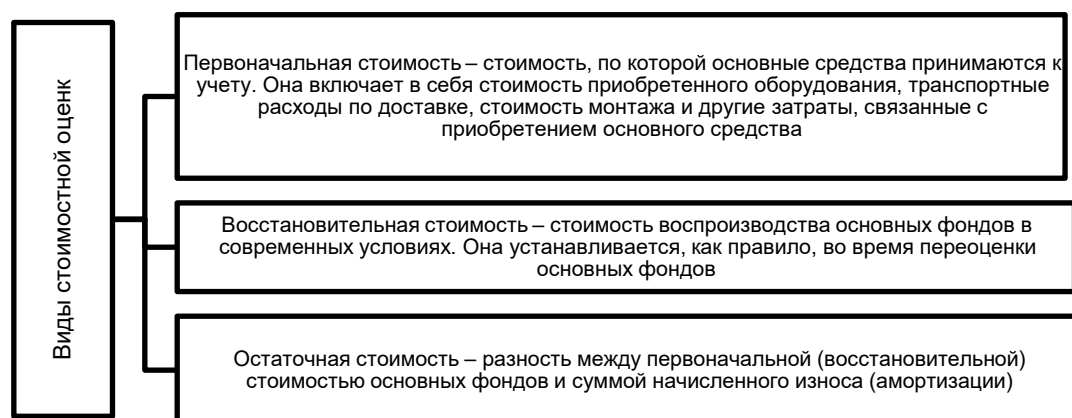 Виды стоимостной оценк
Первоначальная стоимость – стоимость, по которой основные средства принимаются к
учету. Она включает в себя стоимость приобретенного оборудования, транспортные
расходы по доставке, стоимость монтажа и другие затраты, связанные с
приобретением основного средства
Восстановительная стоимость – стоимость воспроизводства основных фондов в
современных условиях. Она устанавливается, как правило, во время переоценки
основных фондов
Остаточная стоимость – разность между первоначальной (восстановительной)
стоимостью основных фондов и суммой начисленного износа (амортизации)